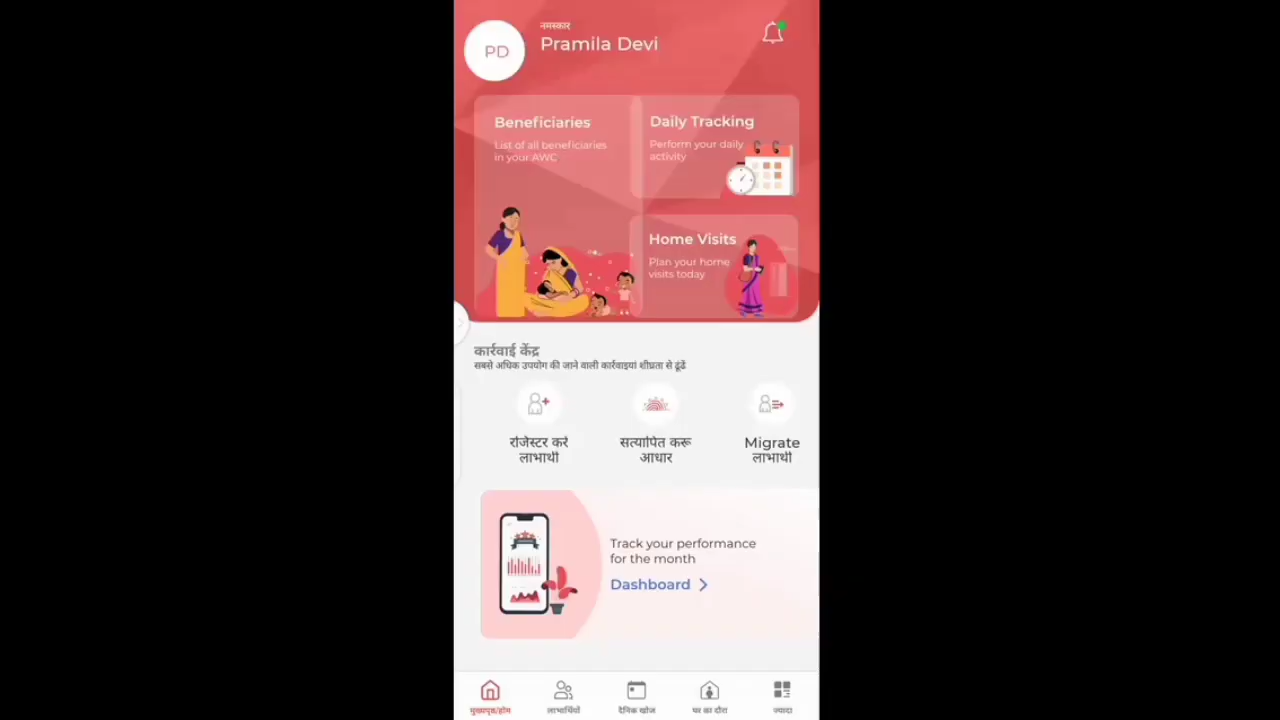 नमस्कार
PD
Pramila Devi
Beneficiaries
List of all beneficiaries
in your AWC
Daily Tracking
Perform your daily
activity
Home Visits
Plan your home
visits today
कार्रवाई केंद्र
सबसे अधिक उपयोग की जाने वाली कार्रवाइयां शीघ्रता से ढूंढें
रजिस्टर करे
लाभार्थी
सत्यापित करू
आधार
Migrate
लाभार्थी
Track your performance
for the month
Dashboard
मुख्यपृष्ठ/होम
लाभार्थियों
दैनिक खोज
घर का दौरा
ज्यादा